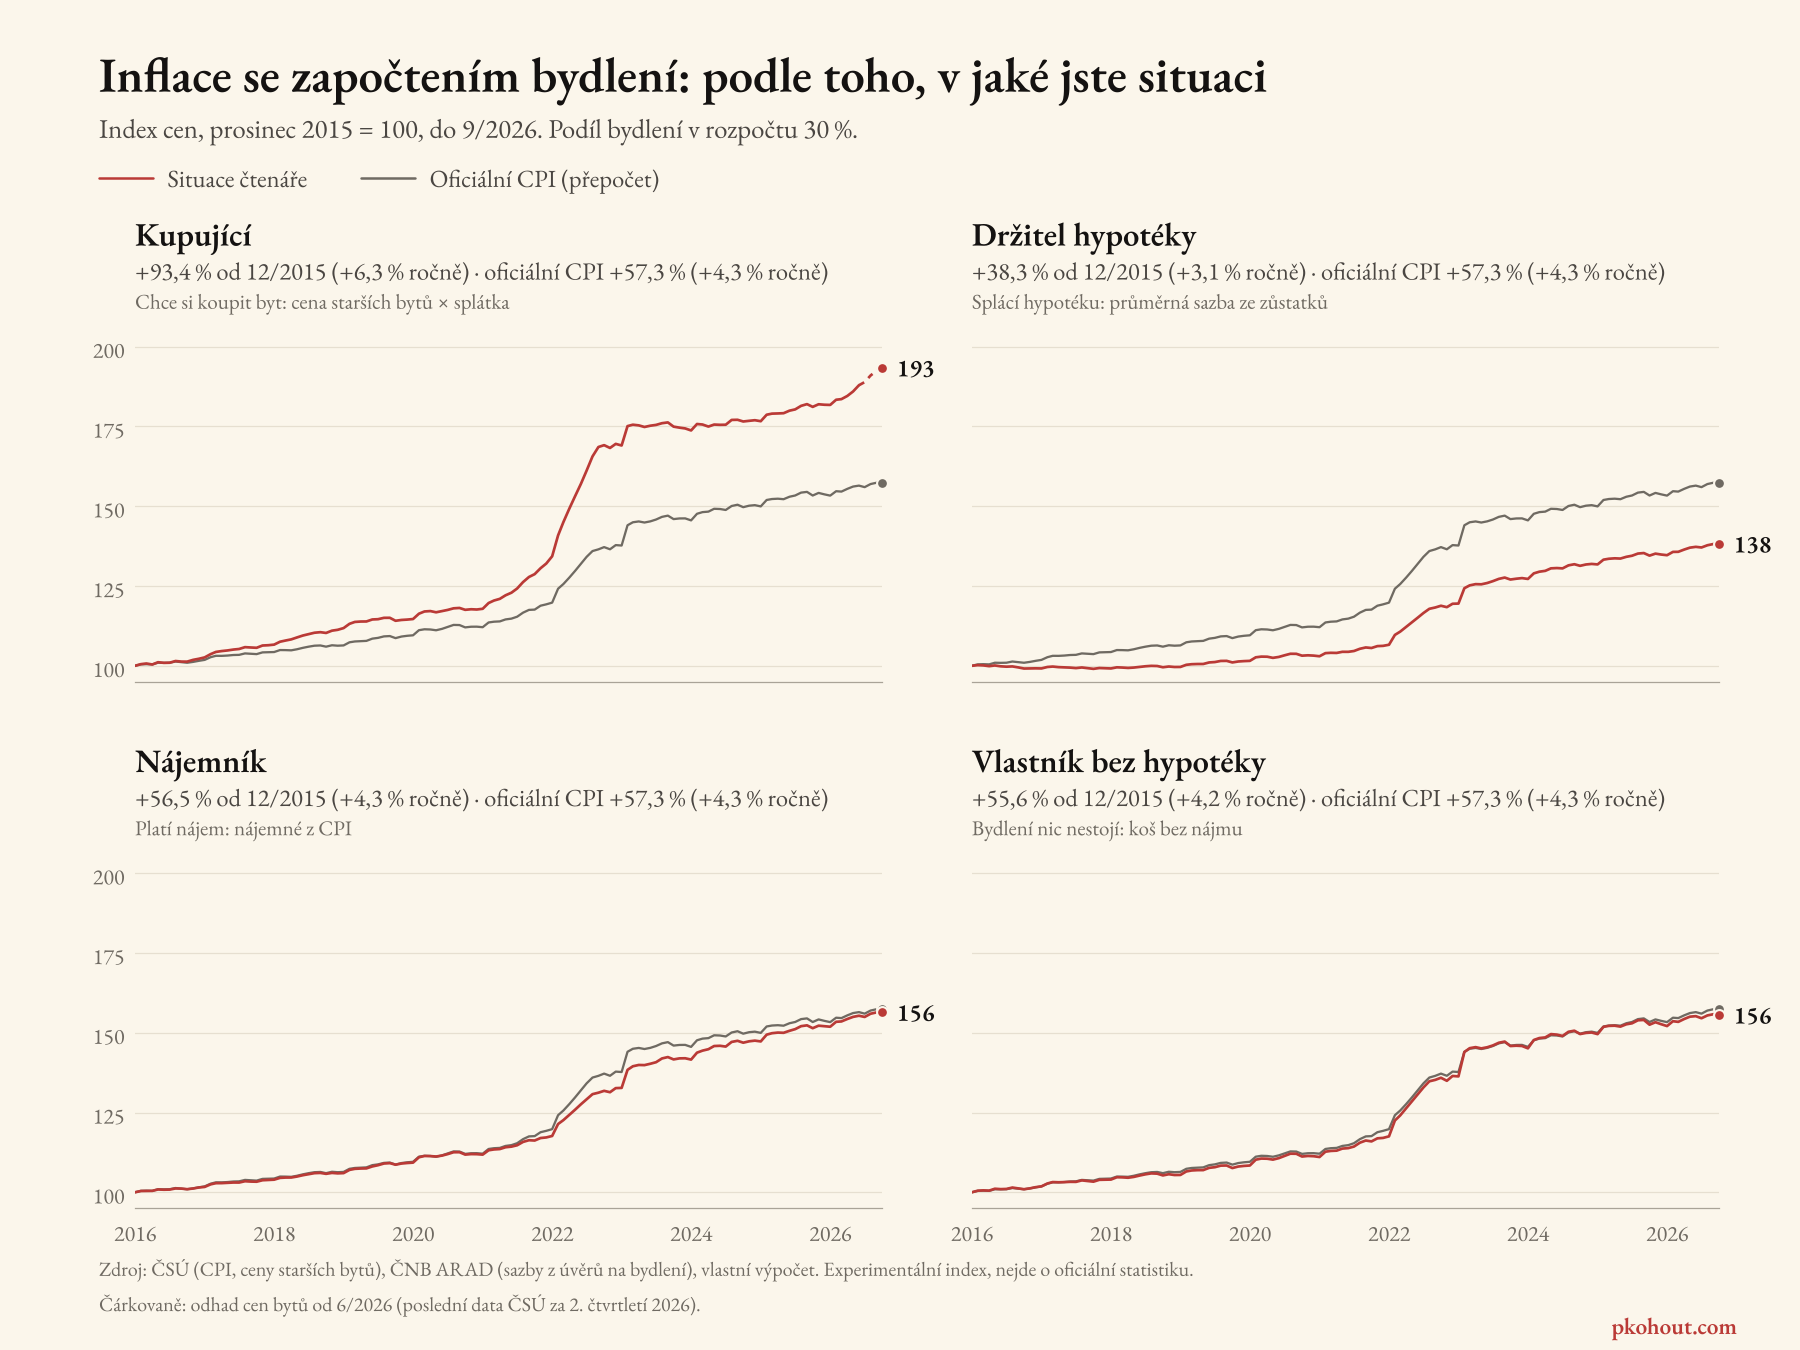 Inflace se započtením bydlení: podle toho, v jaké jste situaci
Index cen, prosinec 2015 = 100, do 9/2026. Podíl bydlení v rozpočtu 30 %.
Situace čtenáře
Oficiální CPI (přepočet)
Kupující
+93,4 % od 12/2015 (+6,3 % ročně) · oficiální CPI +57,3 % (+4,3 % ročně)
Chce si koupit byt: cena starších bytů × splátka
200
175
150
125
100
193
Držitel hypotéky
+38,3 % od 12/2015 (+3,1 % ročně) · oficiální CPI +57,3 % (+4,3 % ročně)
Splácí hypotéku: průměrná sazba ze zůstatků
138
Nájemník
+56,5 % od 12/2015 (+4,3 % ročně) · oficiální CPI +57,3 % (+4,3 % ročně)
Platí nájem: nájemné z CPI
200
175
150
125
100
156
2016 2018 2020 2022 2024 2026
Vlastník bez hypotéky
+55,6 % od 12/2015 (+4,2 % ročně) · oficiální CPI +57,3 % (+4,3 % ročně)
Bydlení nic nestojí: koš bez nájmu
156
2016 2018 2020 2022 2024 2026
Zdroj: ČSÚ (CPI, ceny starších bytů), ČNB ARAD (sazby z úvěrů na bydlení), vlastní výpočet. Experimentální index, nejde o oficiální statistiku.
Čárkovaně: odhad cen bytů od 6/2026 (poslední data ČSÚ za 2. čtvrtletí 2026).
pkohout.com